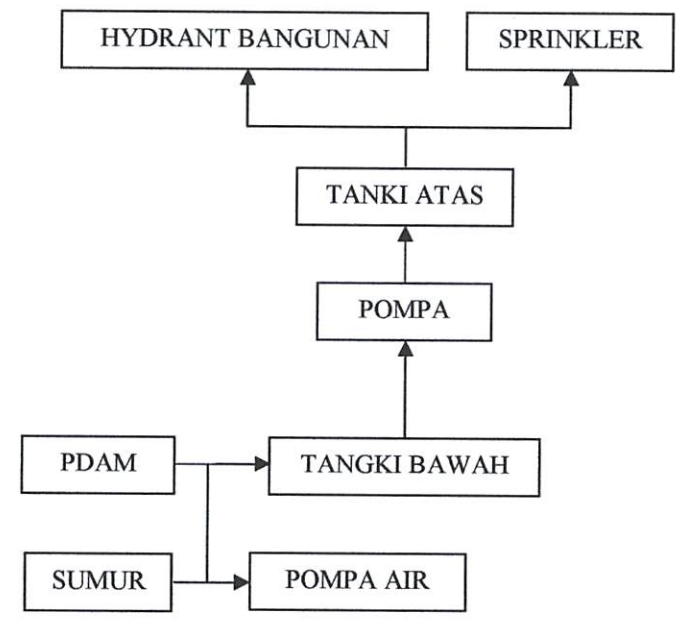 HYDRANT BANGUNAN
SPRINKLER
TANKI ATAS
POMPA
PDAM
TANGKI BAWAH
SUMUR
POMPA AIR